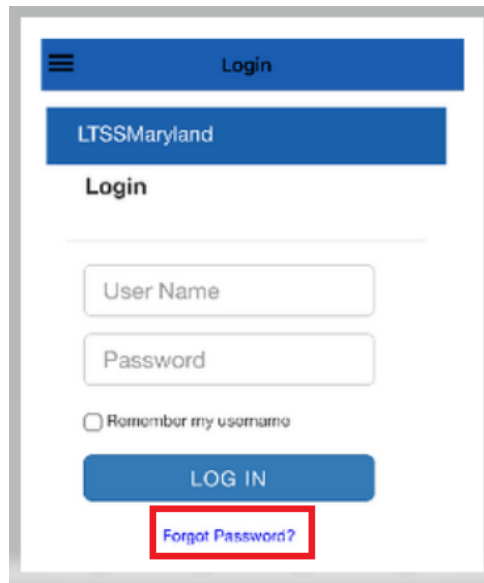 Login
LTSSMaryland
Login
User Name
Password
Remember my username
LOG IN
Forgot Password?